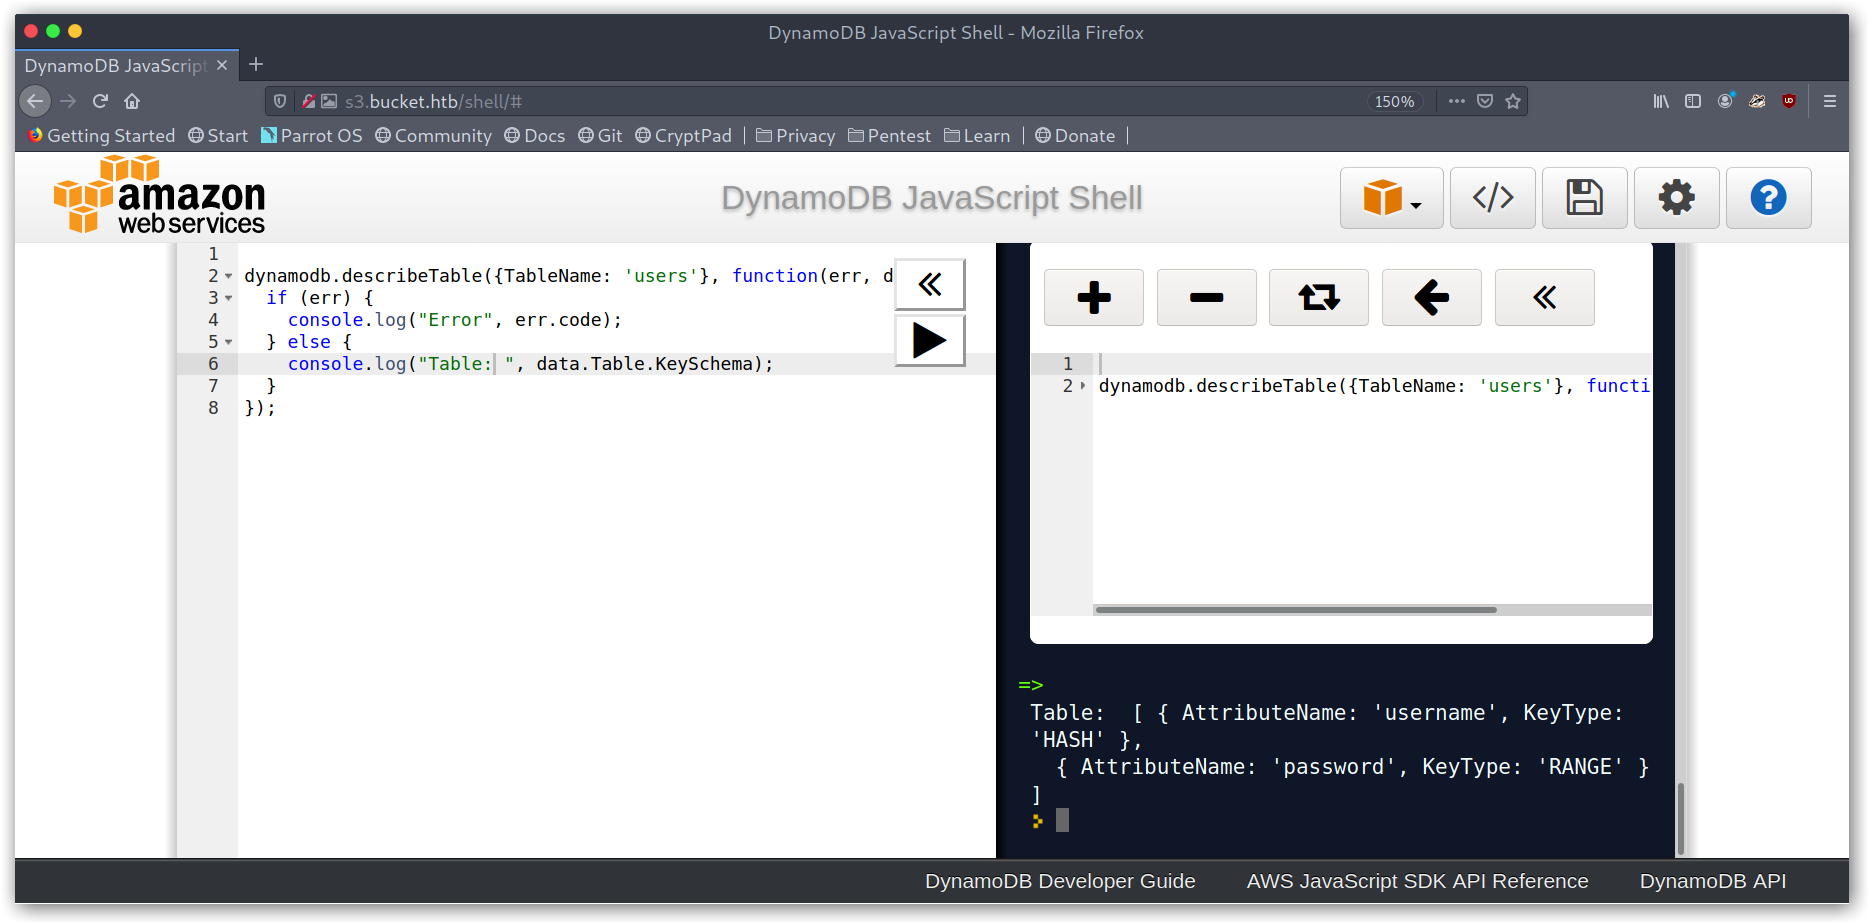 DynamoDB JavaScript Shell - Mozilla Firefox
DynamoDB JavaScript
s3.bucket.htb/shell/#
150%
Getting Started Start Parrot OS Community Docs Git CryptPad Privacy Pentest Learn Donate
amazon
web services
DynamoDB JavaScript Shell
</>
?
1
2 dynamodb.describeTable({TableName: 'users'}, function(err, d
3 if (err) {
4 console.log("Error", err.code);
5 } else {
6 console.log("Table: ", data.Table.KeySchema);
7 }
8 });
1
2 dynamodb.describeTable({TableName: 'users'}, functi
=>
Table:  [ { AttributeName: 'username', KeyType:
'HASH' },
{ AttributeName: 'password', KeyType: 'RANGE' }
]
DynamoDB Developer Guide AWS JavaScript SDK API Reference DynamoDB API